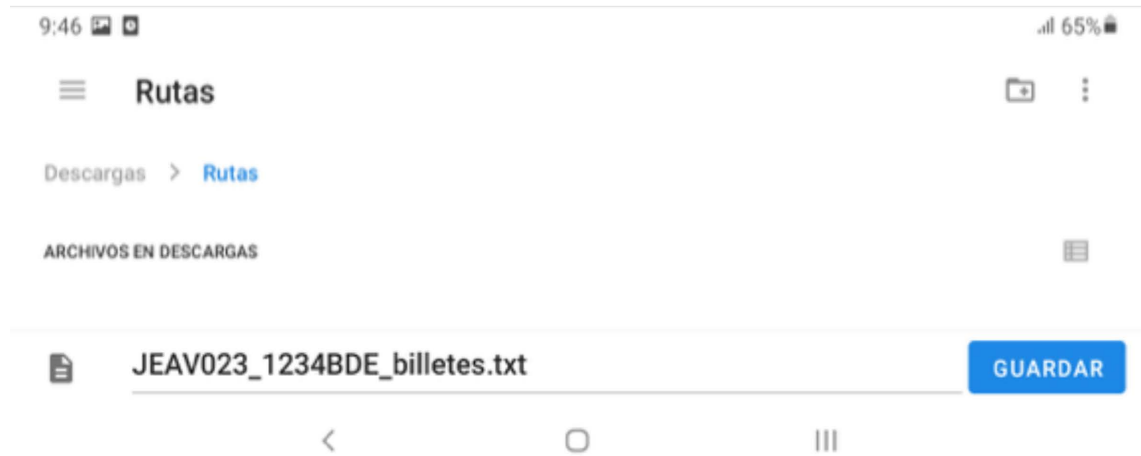 9:46 65%
Rutas
Descargas > Rutas
ARCHIVOS EN DESCARGAS
JEAV023_1234BDE_billetes.txt GUARDAR